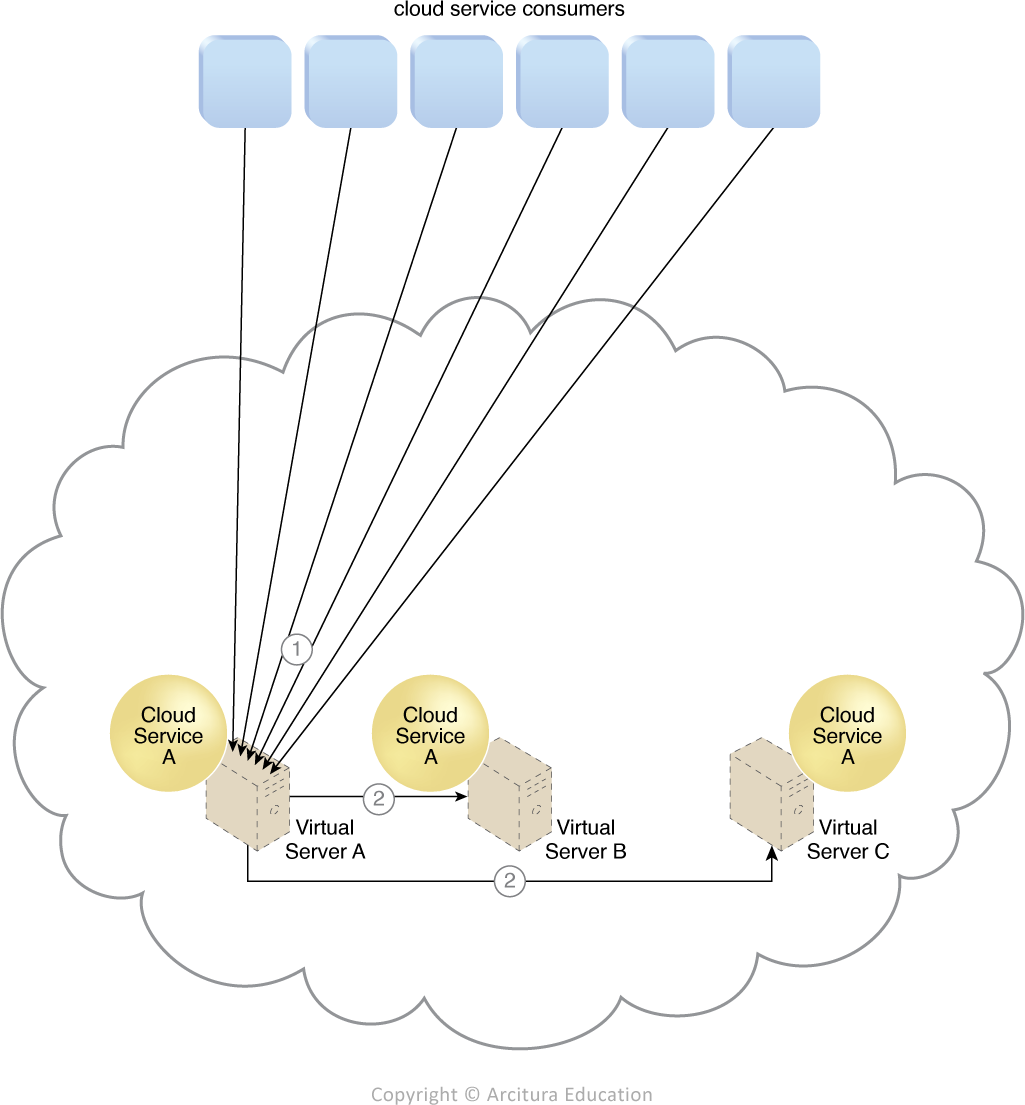 cloud service consumers
1
Cloud
Service
A
Cloud
Service
A
Cloud
Service
A
2
Virtual
Server A
Virtual
Server B
Virtual
Server C
2
Copyright © Arcitura Education